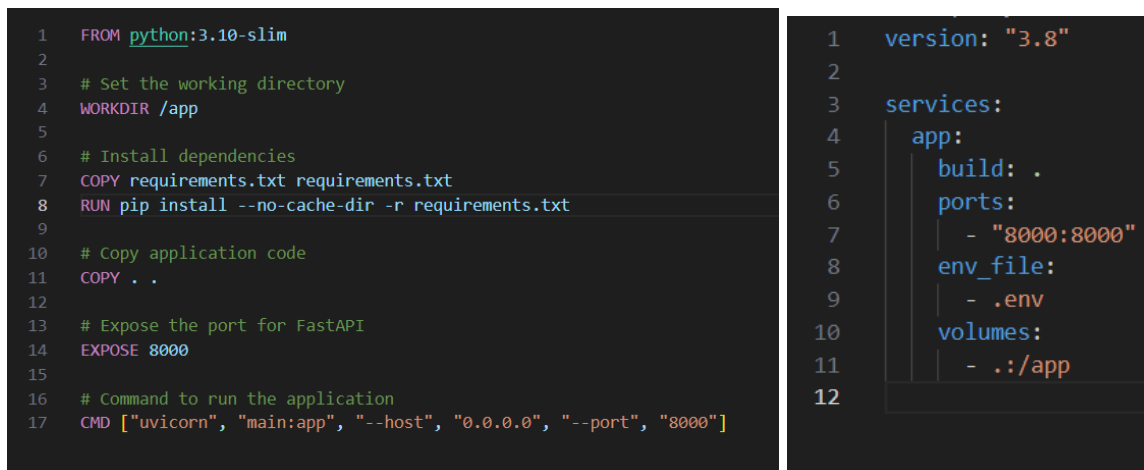 1 FROM python:3.10-slim
2
3 # Set the working directory
4 WORKDIR /app
5
6 # Install dependencies
7 COPY requirements.txt requirements.txt
8 RUN pip install --no-cache-dir -r requirements.txt
9
10 # Copy application code
11 COPY . .
12
13 # Expose the port for FastAPI
14 EXPOSE 8000
15
16 # Command to run the application
17 CMD ["uvicorn", "main:app", "--host", "0.0.0.0", "--port", "8000"]
1 version: "3.8"
2
3 services:
4   app:
5     build: .
6     ports:
7       - "8000:8000"
8     env_file:
9       - .env
10     volumes:
11       - .:/app
12